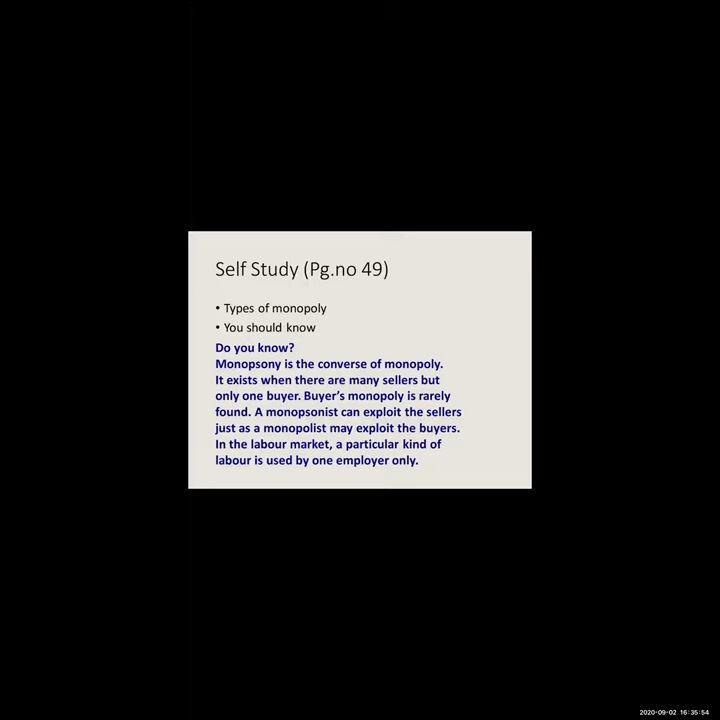 Self Study (Pg.no 49)
• Types of monopoly
• You should know
Do you know?
Monopsony is the converse of monopoly.
It exists when there are many sellers but
only one buyer. Buyer’s monopoly is rarely
found. A monopsonist can exploit the sellers
just as a monopolist may exploit the buyers.
In the labour market, a particular kind of
labour is used by one employer only.
2020-09-02 16:35:54